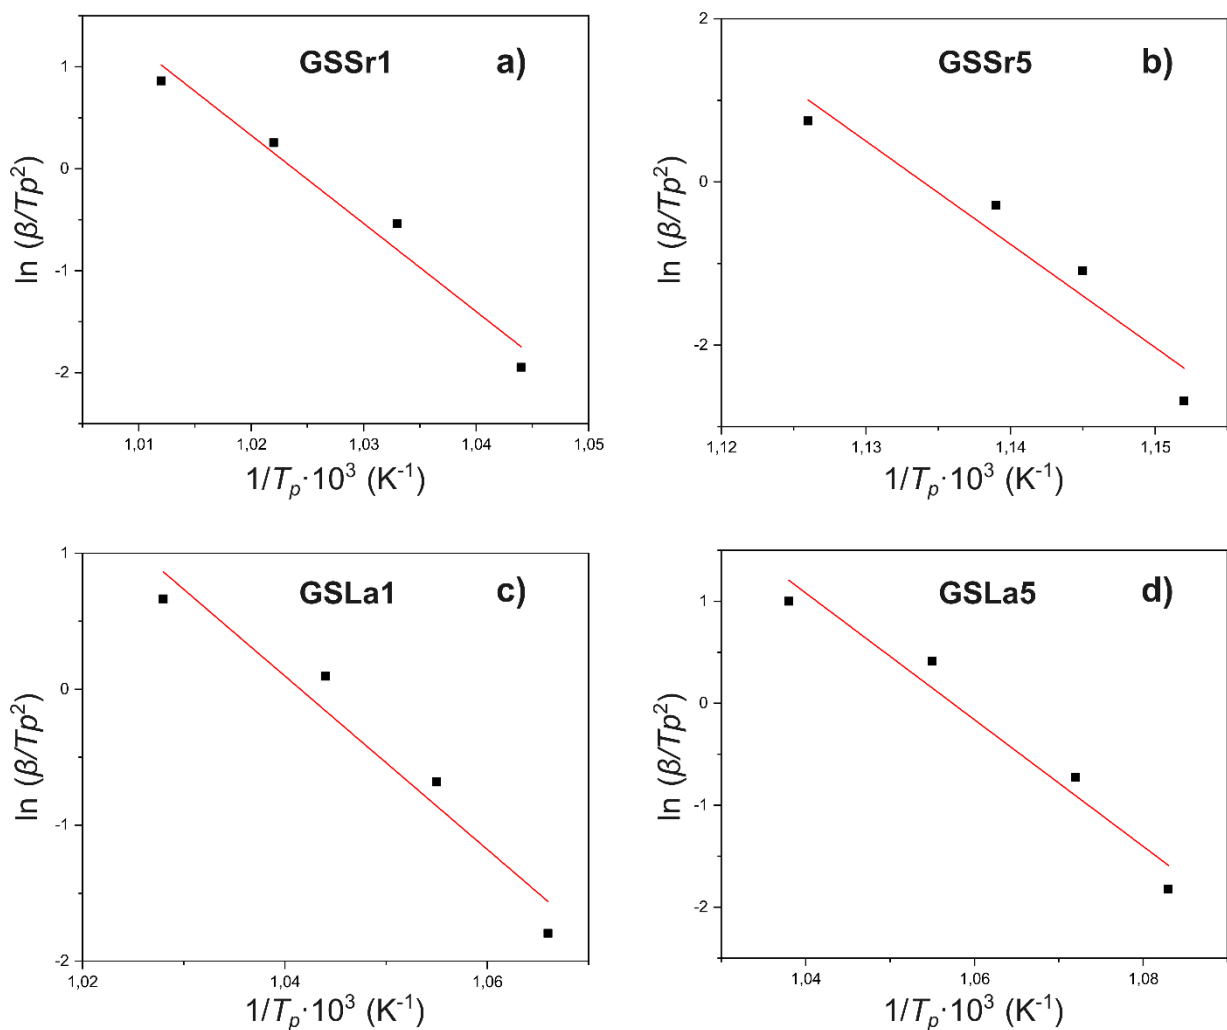 GSSr1 a)
1
0
-1
-2
ln (β/Tp²)
1,01 1,02 1,03 1,04 1,05
1/Tₚ·10³ (K⁻¹)
GSSr5 b)
2
0
-2
ln (β/Tp²)
1,12 1,13 1,14 1,15
1/Tₚ·10³ (K⁻¹)
GSLa1 c)
1
0
-1
-2
ln (β/Tp²)
1,02 1,04 1,06
1/Tₚ·10³ (K⁻¹)
GSLa5 d)
1
0
-1
-2
ln (β/Tp²)
1,04 1,06 1,08
1/Tₚ·10³ (K⁻¹)